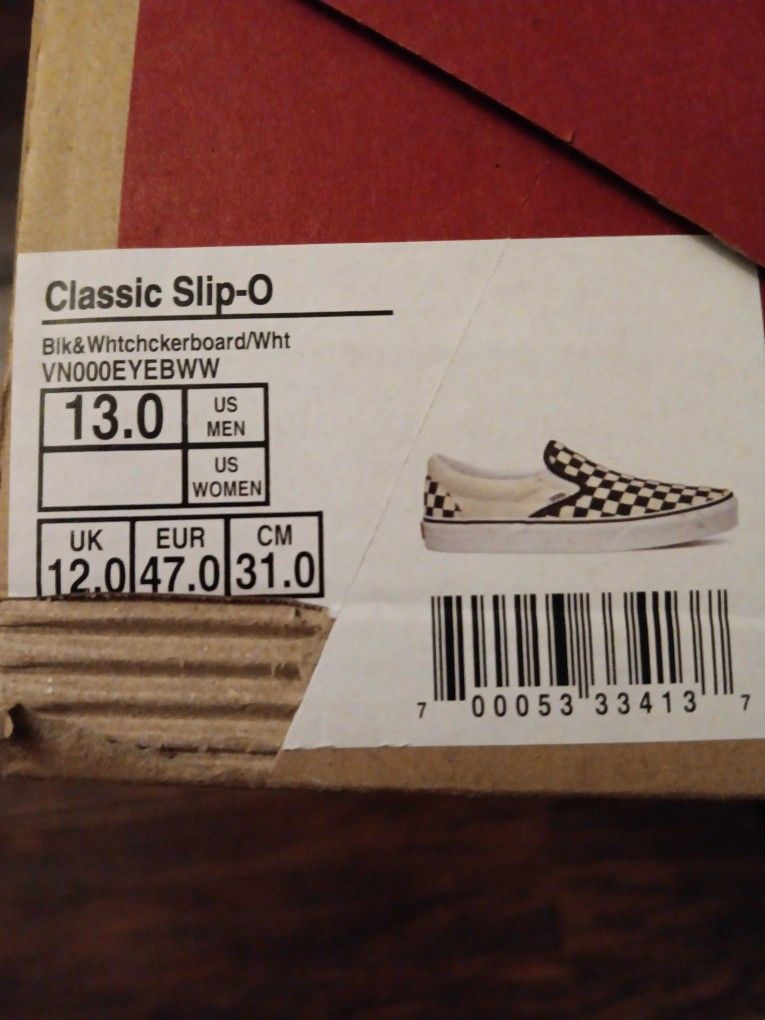 Classic Slip-O
Blk&Whtchckerboard/Wht
VN000EYEBWW
13.0 US MEN
US WOMEN
UK EUR CM
12.0 47.0 31.0
7 00053 33413 7